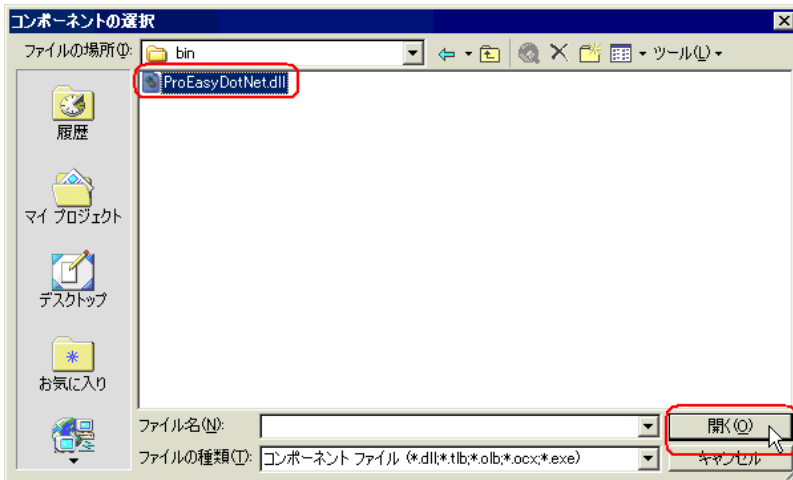 コンポーネントの選択
ファイルの場所(I): bin ツール(L)
ProEasyDotNet.dll
履歴
マイ プロジェクト
デスクトップ
お気に入り
ファイル名(N): 開く(O)
ファイルの種類(T): コンポーネント ファイル (*.dll;*.tlb;*.olb;*.ocx;*.exe) キャンセル